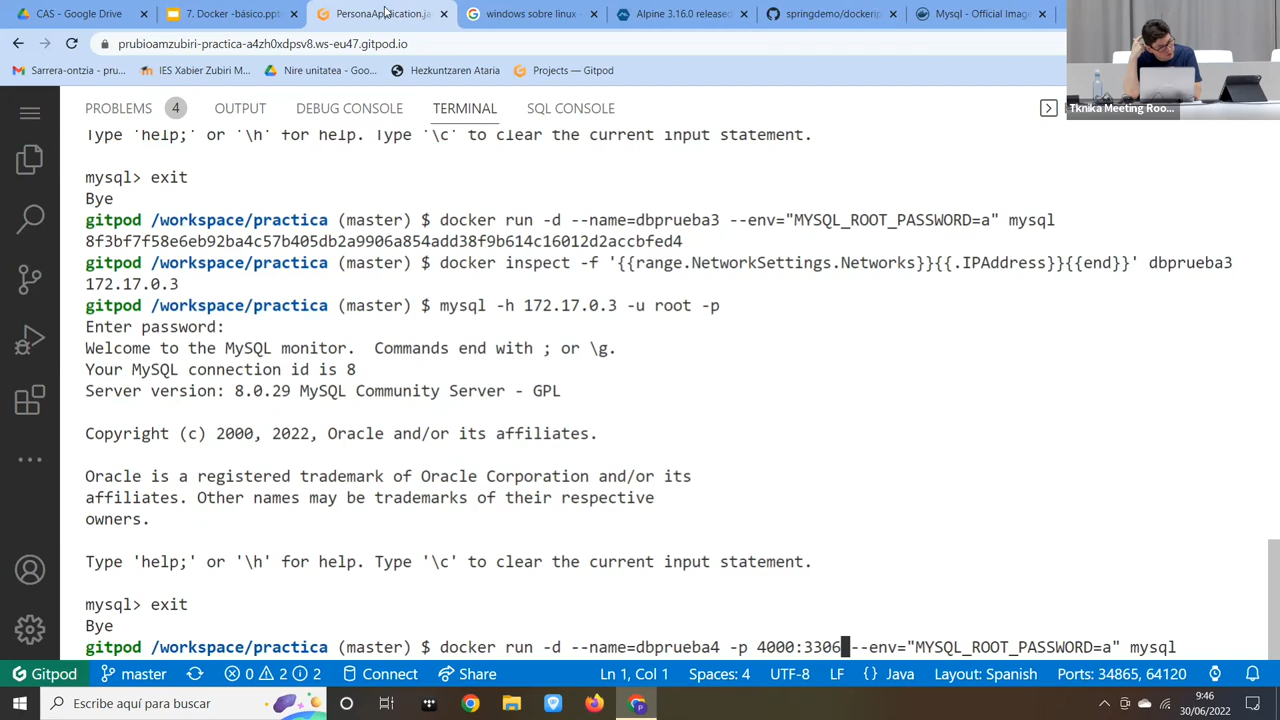 CAS - Google Drive
7. Docker -básico.ppt
PersonaApplication.ja
windows sobre linux -
Alpine 3.16.0 released
springdemo/dockerip
Mysql - Official Imag
prubioamzubiri-practica-a4zh0xdpsv8.ws-eu47.gitpod.io
Sarrera-ontzia - pru...
IES Xabier Zubiri M...
Nire unitatea - Goo...
Hezkuntzaren Ataria
Projects — Gitpod
Tknika Meeting Roo...
PROBLEMS 4 OUTPUT DEBUG CONSOLE TERMINAL SQL CONSOLE
Type 'help;' or '\h' for help. Type '\c' to clear the current input statement.
mysql> exit
Bye
gitpod /workspace/practica (master) $ docker run -d --name=dbprueba3 --env="MYSQL_ROOT_PASSWORD=a" mysql
8f3bf7f58e6eb92ba4c57b405db2a9906a854add38f9b614c16012d2accbfed4
gitpod /workspace/practica (master) $ docker inspect -f '{{range.NetworkSettings.Networks}}{{.IPAddress}}{{end}}' dbprueba3
172.17.0.3
gitpod /workspace/practica (master) $ mysql -h 172.17.0.3 -u root -p
Enter password:
Welcome to the MySQL monitor.  Commands end with ; or \g.
Your MySQL connection id is 8
Server version: 8.0.29 MySQL Community Server - GPL
Copyright (c) 2000, 2022, Oracle and/or its affiliates.
Oracle is a registered trademark of Oracle Corporation and/or its
affiliates. Other names may be trademarks of their respective
owners.
Type 'help;' or '\h' for help. Type '\c' to clear the current input statement.
mysql> exit
Bye
gitpod /workspace/practica (master) $ docker run -d --name=dbprueba4 -p 4000:3306 --env="MYSQL_ROOT_PASSWORD=a" mysql
Gitpod master 0 2 2 Connect Share Ln 1, Col 1 Spaces: 4 UTF-8 LF {} Java Layout: Spanish Ports: 34865, 64120
Escribe aquí para buscar
9:46
30/06/2022